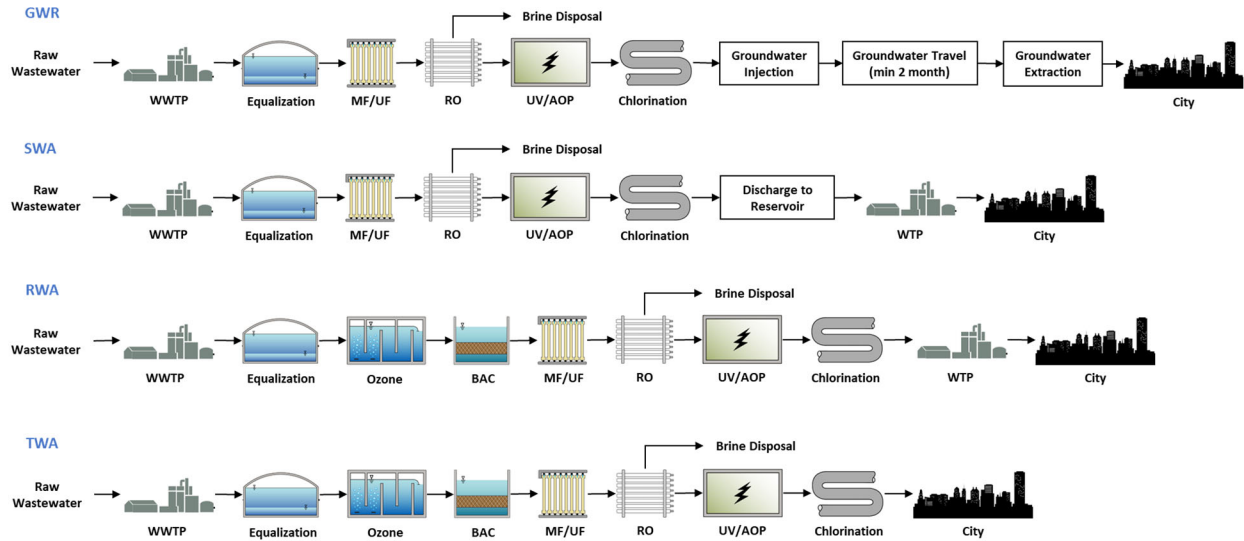 GWR
Brine Disposal
Raw
Wastewater
Groundwater
Injection
Groundwater Travel
(min 2 month)
Groundwater
Extraction
WWTP
Equalization
MF/UF
RO
UV/AOP
Chlorination
City
SWA
Brine Disposal
Raw
Wastewater
Discharge to
Reservoir
WWTP
Equalization
MF/UF
RO
UV/AOP
Chlorination
WTP
City
RWA
Brine Disposal
Raw
Wastewater
WWTP
Equalization
Ozone
BAC
MF/UF
RO
UV/AOP
Chlorination
WTP
City
TWA
Brine Disposal
Raw
Wastewater
WWTP
Equalization
Ozone
BAC
MF/UF
RO
UV/AOP
Chlorination
City